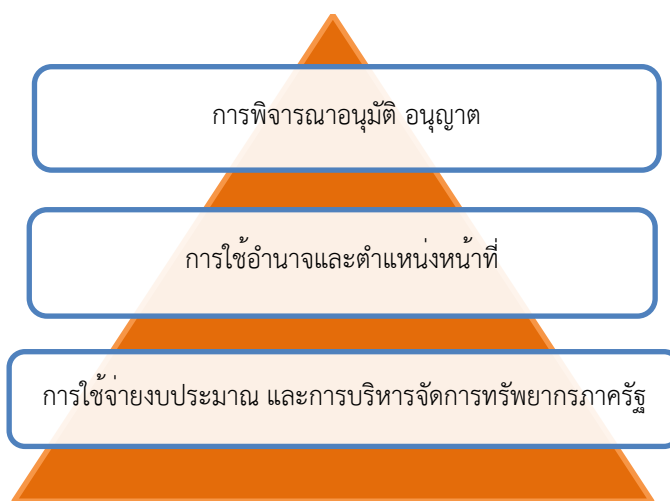 การพิจารณาอนุมัติ อนุญาต
การใช้อำนาจและตำแหน่งหน้าที่
การใช้จ่ายงบประมาณ และการบริหารจัดการทรัพยากรภาครัฐ